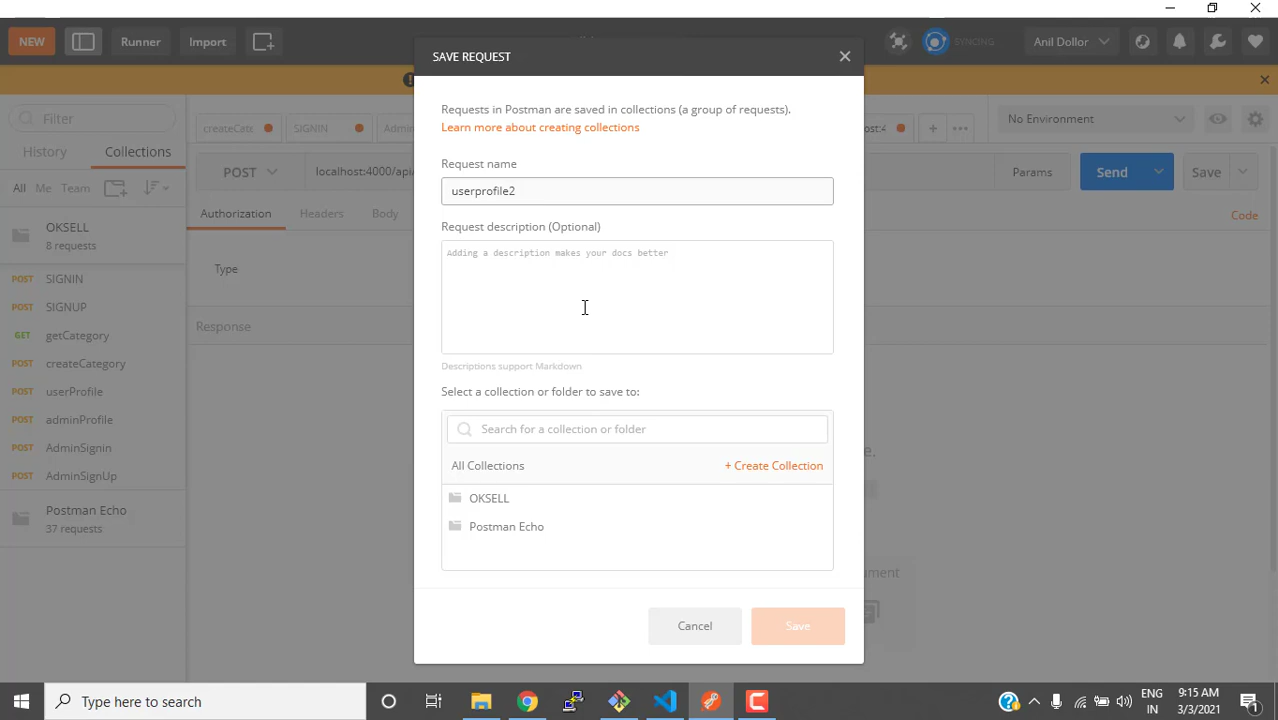 NEW
Runner
Import
SYNCING
Anil Dollor
SAVE REQUEST
Requests in Postman are saved in collections (a group of requests).
Learn more about creating collections
Filter
createCate
SIGNIN
No Environment
History
Collections
POST
localhost:4000/api/
Params
Send
Save
Request name
userprofile2
All
Me
Team
Authorization
Headers
Body
Code
Request description (Optional)
Adding a description makes your docs better
OKSELL
8 requests
Type
POST SIGNIN
POST SIGNUP
Response
GET getCategory
POST createCategory
Descriptions support Markdown
POST userProfile
Select a collection or folder to save to:
POST adminProfile
Search for a collection or folder
POST AdminSignin
All Collections
+ Create Collection
POST AdminSignUp
OKSELL
Postman Echo
37 requests
Postman Echo
Cancel
Save
Type here to search
ENG
IN
9:15 AM
3/3/2021
1